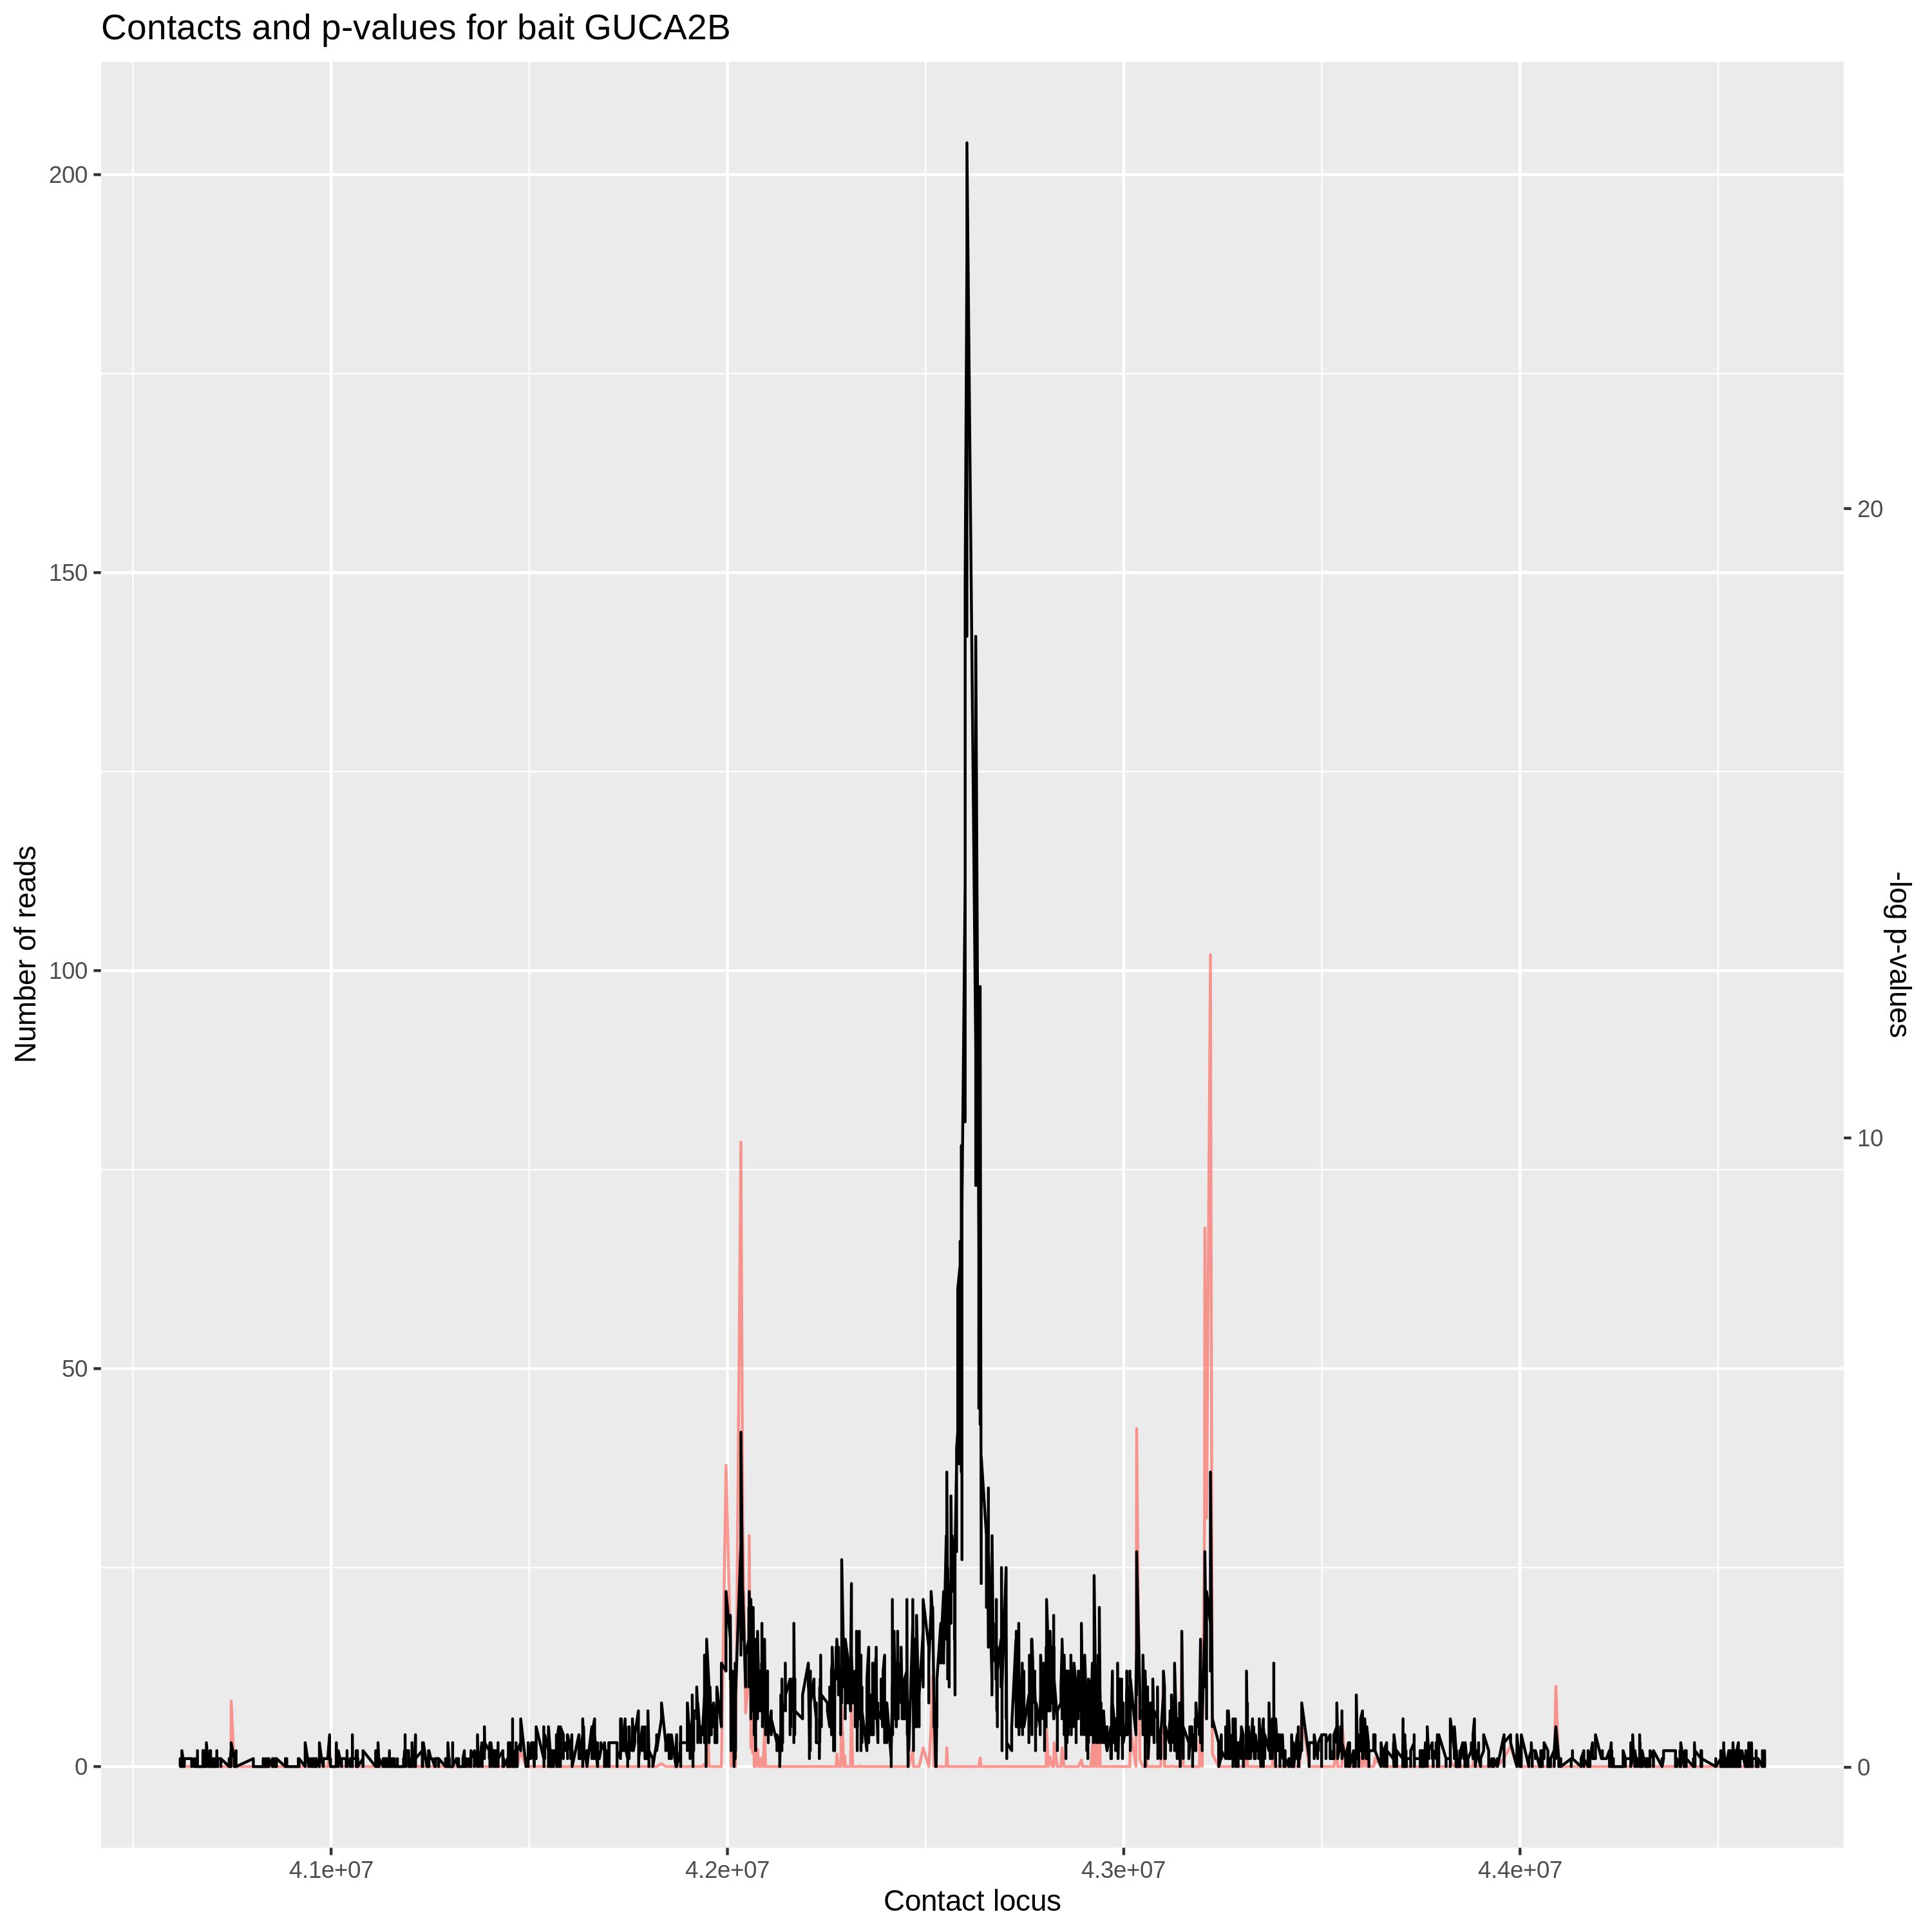 Contacts and p-values for bait GUCA2B
200
150
100
50
0
Number of reads
20
10
0
-log p-values
4.1e+07
4.2e+07
4.3e+07
4.4e+07
Contact locus